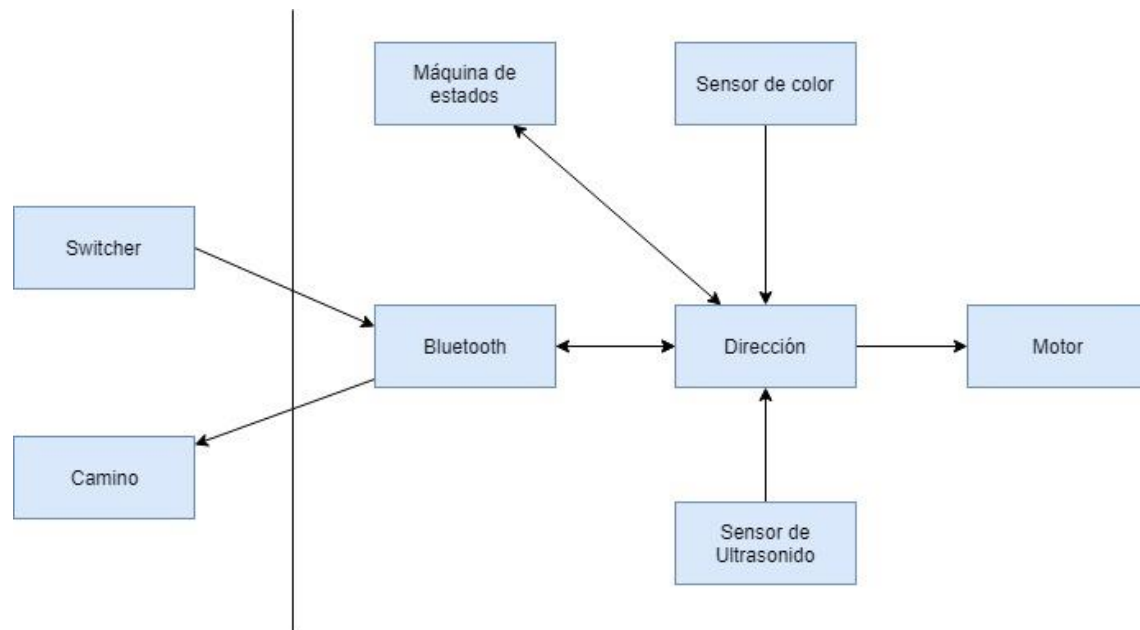 Máquina de
estados
Sensor de color
Switcher
Bluetooth
Dirección
Motor
Camino
Sensor de
Ultrasonido